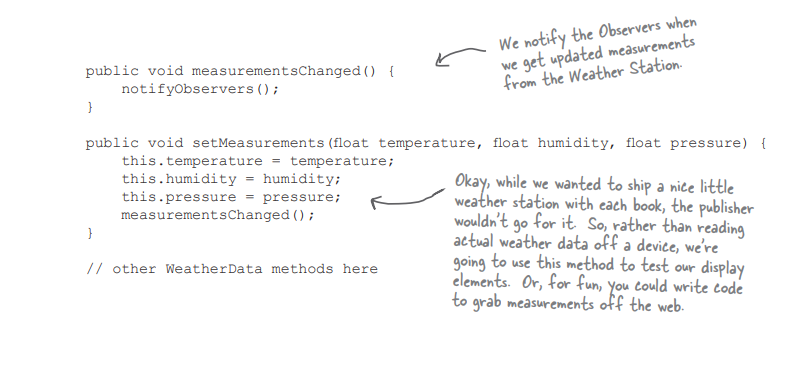 We notify the Observers when
we get updated measurements
from the Weather Station.
public void measurementsChanged() {
notifyObservers();
}
public void setMeasurements(float temperature, float humidity, float pressure) {
this.temperature = temperature;
this.humidity = humidity;
this.pressure = pressure;
measurementsChanged();
}
Okay, while we wanted to ship a nice little
weather station with each book, the publisher
wouldn't go for it. So, rather than reading
actual weather data off a device, we're
going to use this method to test our display
elements. Or, for fun, you could write code
to grab measurements off the web.
// other WeatherData methods here